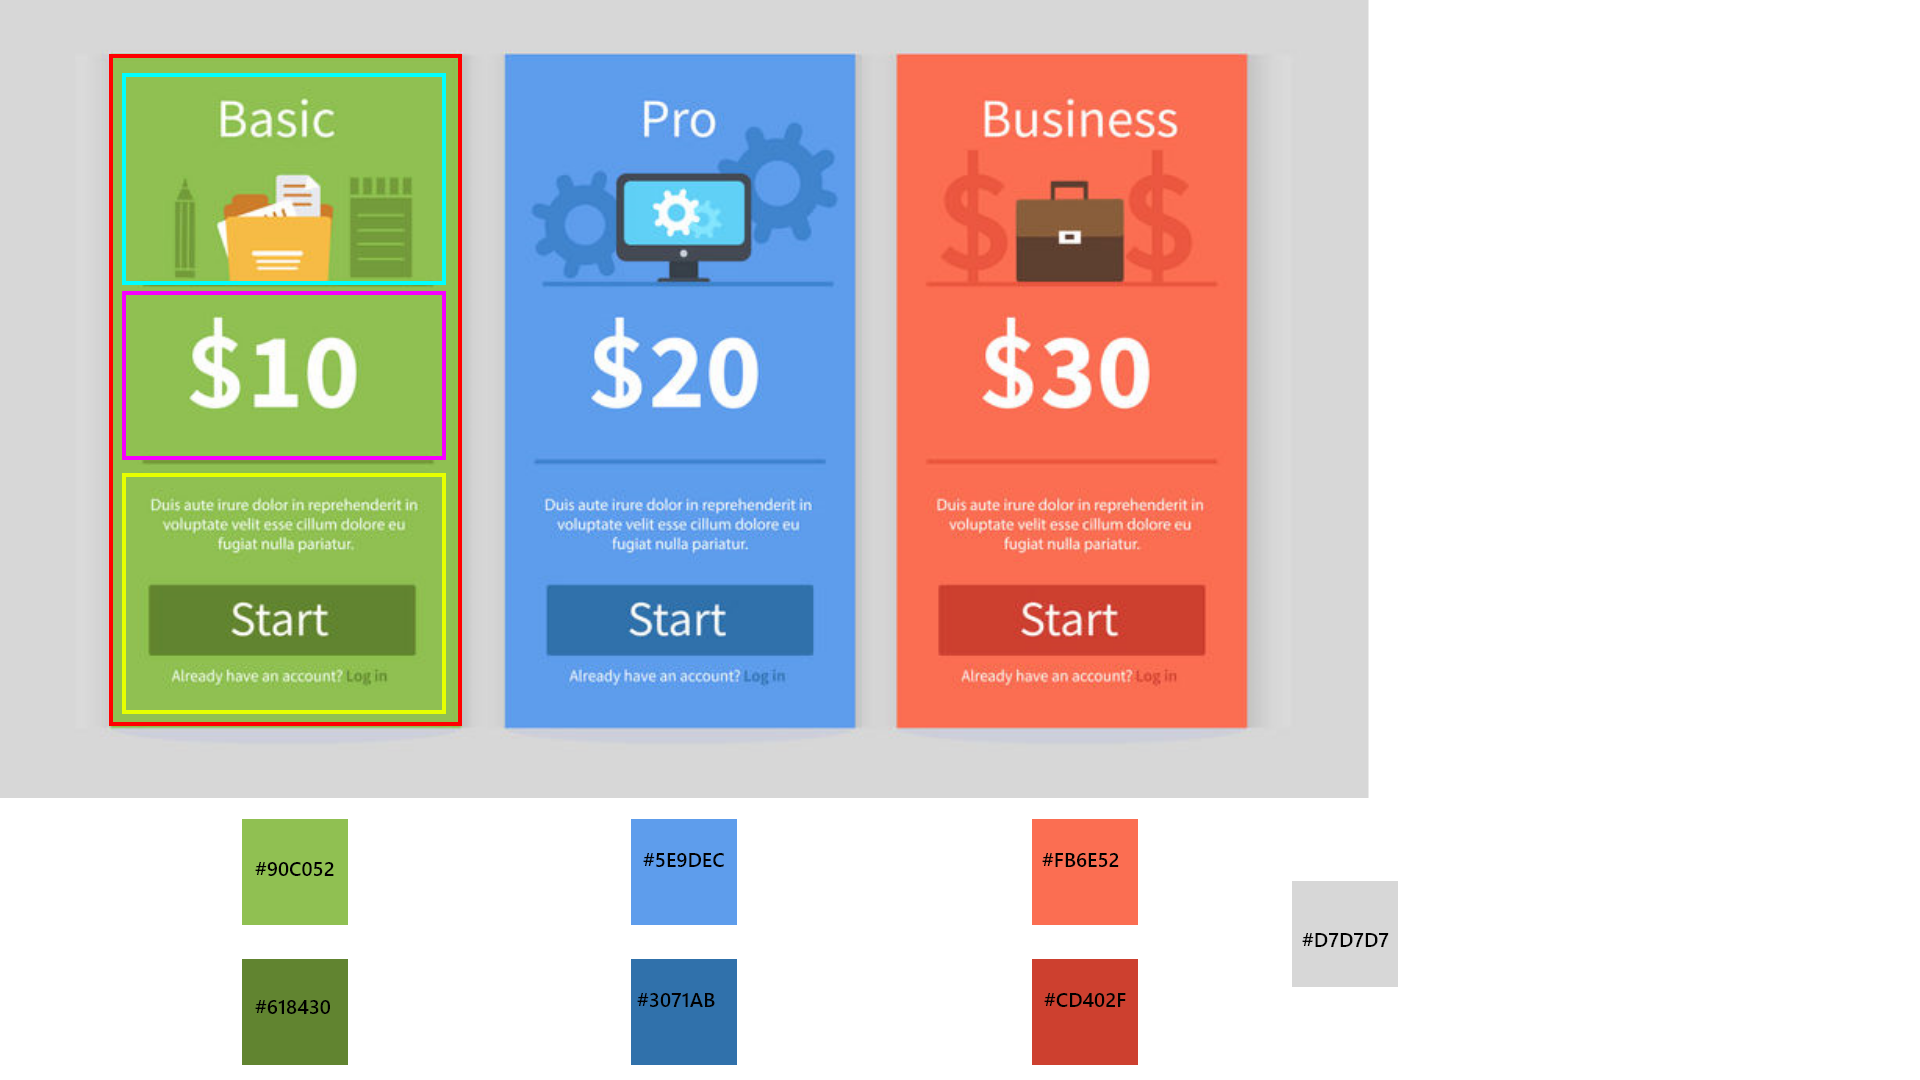 Basic
$10
Duis aute irure dolor in reprehenderit in
voluptate velit esse cillum dolore eu
fugiat nulla pariatur.
Start
Already have an account? Log in
Pro
$20
Duis aute irure dolor in reprehenderit in
voluptate velit esse cillum dolore eu
fugiat nulla pariatur.
Start
Already have an account? Log in
Business
$ $
$30
Duis aute irure dolor in reprehenderit in
voluptate velit esse cillum dolore eu
fugiat nulla pariatur.
Start
Already have an account? Log in
#90C052
#5E9DEC
#FB6E52
#D7D7D7
#618430
#3071AB
#CD402F